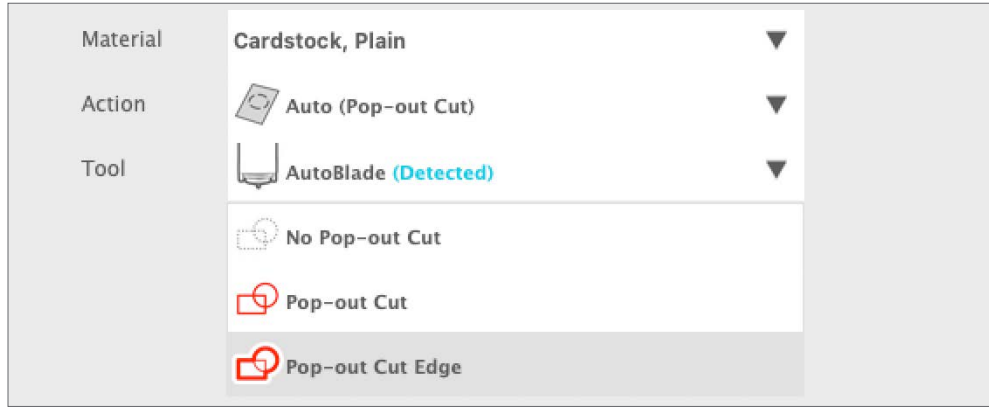 Material Cardstock, Plain
Action Auto (Pop-out Cut)
Tool AutoBlade (Detected)
No Pop-out Cut
Pop-out Cut
Pop-out Cut Edge